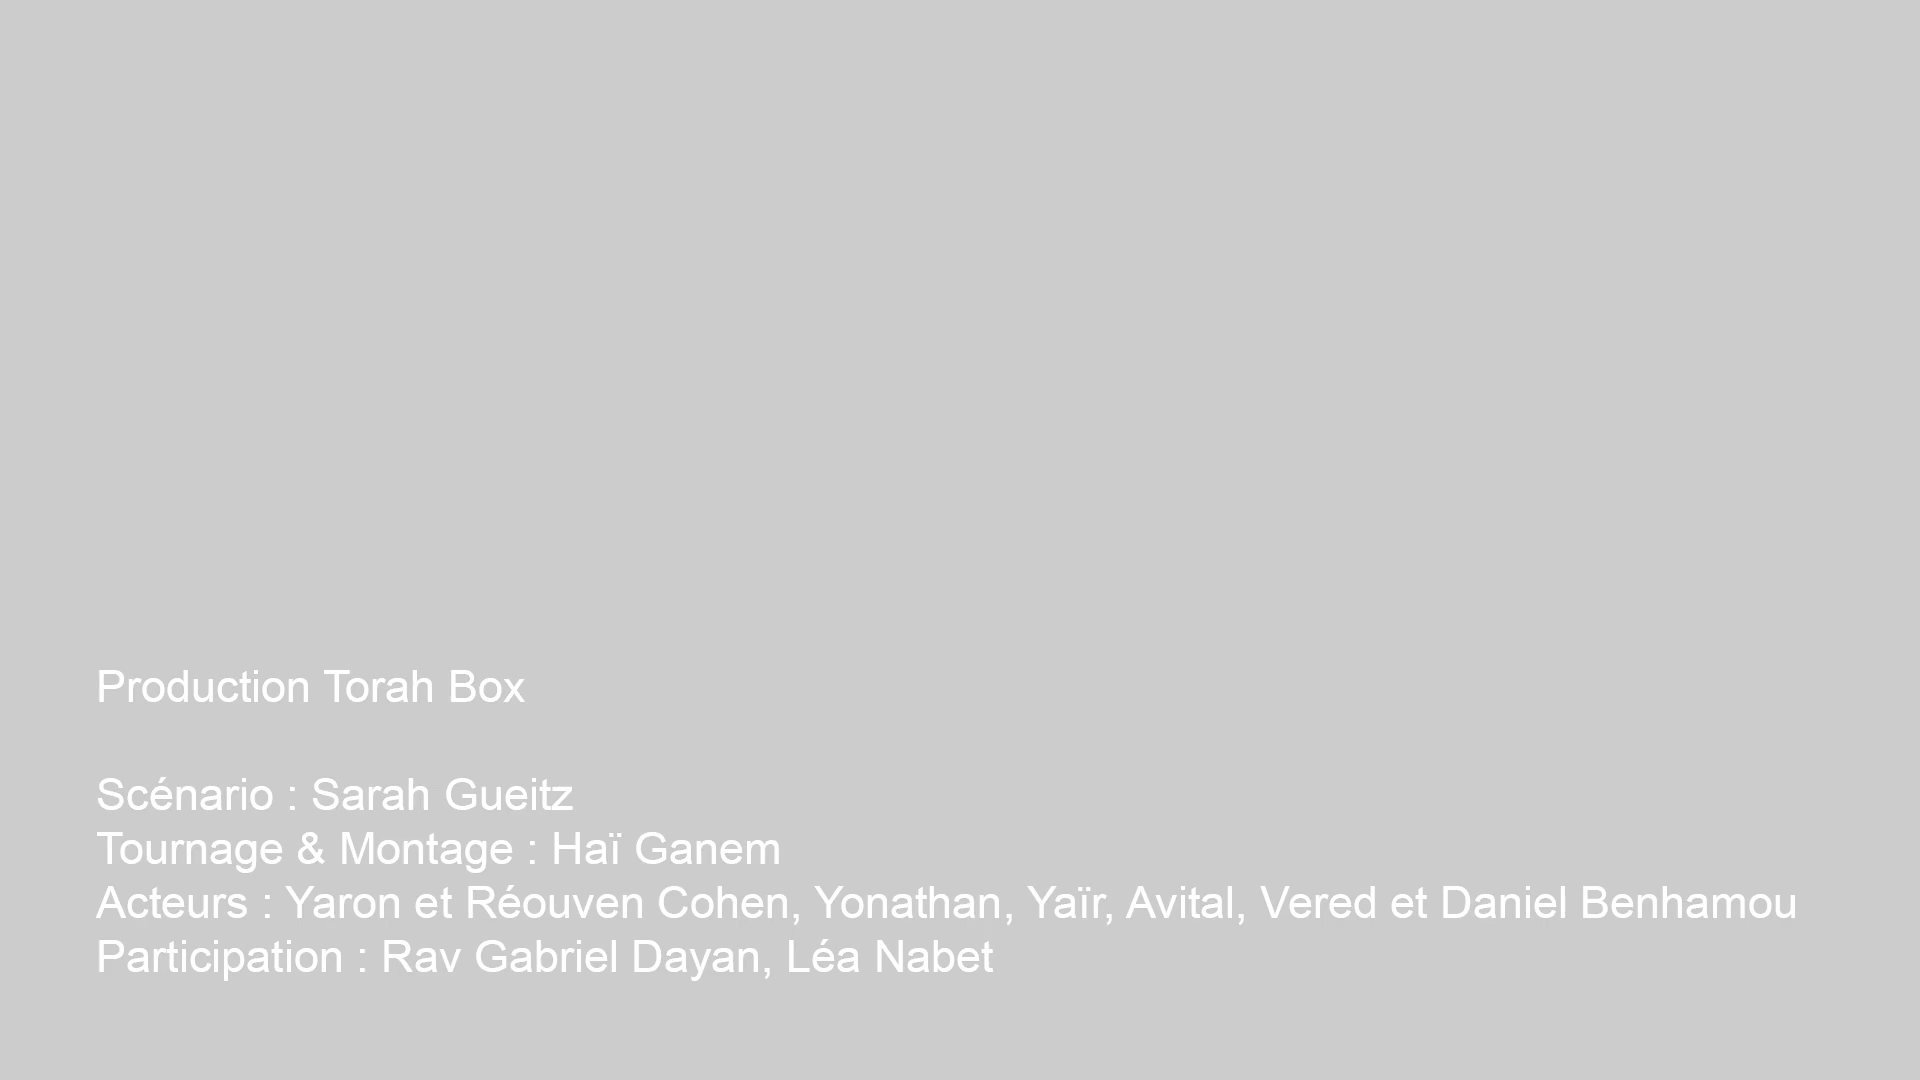 Production Torah Box
Scénario : Sarah Gueitz
Tournage & Montage : Haï Ganem
Acteurs : Yaron et Réouven Cohen, Yonathan, Yaïr, Avital, Vered et Daniel Benhamou
Participation : Rav Gabriel Dayan, Léa Nabet